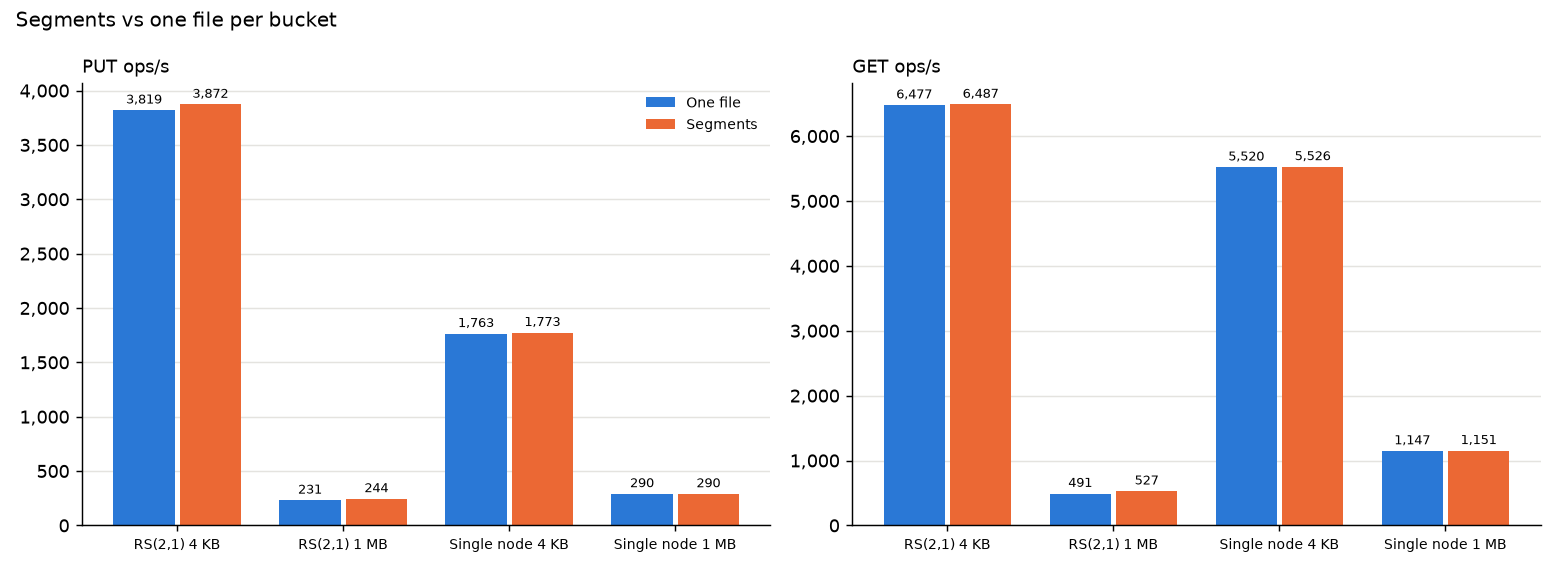 Segments vs one file per bucket
PUT ops/s
4,000
3,500
3,000
2,500
2,000
1,500
1,000
500
0
3,819
3,872
231
244
1,763
1,773
290
290
One file
Segments
RS(2,1) 4 KB
RS(2,1) 1 MB
Single node 4 KB
Single node 1 MB
GET ops/s
6,000
5,000
4,000
3,000
2,000
1,000
0
6,477
6,487
491
527
5,520
5,526
1,147
1,151
RS(2,1) 4 KB
RS(2,1) 1 MB
Single node 4 KB
Single node 1 MB